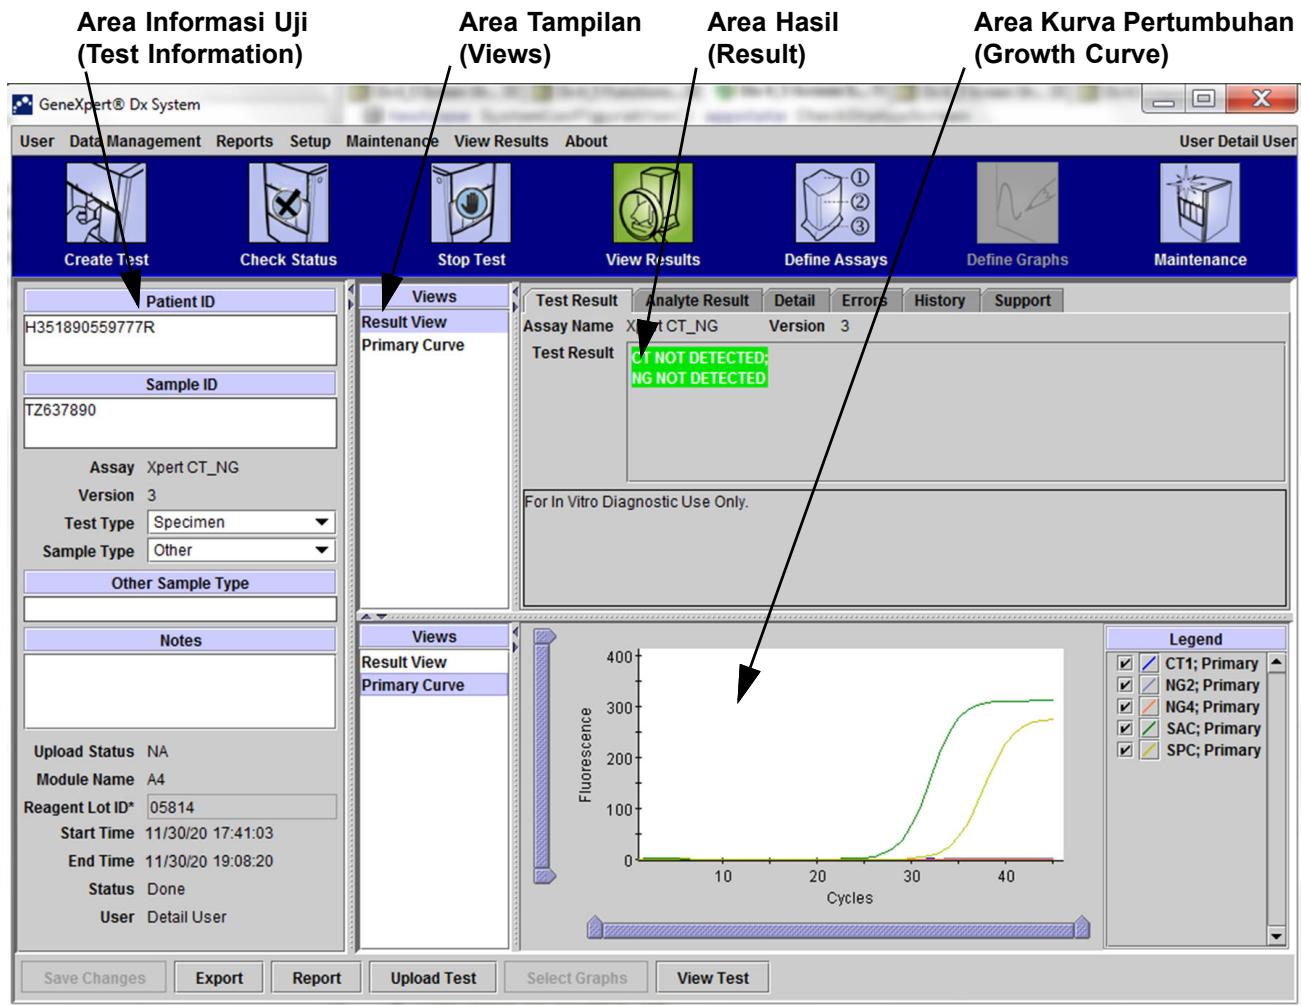 Area Informasi Uji
(Test Information)
Area Tampilan
(Views)
Area Hasil
(Result)
Area Kurva Pertumbuhan
(Growth Curve)
GeneXpert® Dx System
User Data Management Reports Setup Maintenance View Results About User Detail User
Create Test Check Status Stop Test View Results Define Assays Define Graphs Maintenance
Patient ID
H351890559777R
Sample ID
TZ637890
Assay Xpert CT_NG
Version 3
Test Type Specimen
Sample Type Other
Other Sample Type
Notes
Upload Status NA
Module Name A4
Reagent Lot ID* 05814
Start Time 11/30/20 17:41:03
End Time 11/30/20 19:08:20
Status Done
User Detail User
Views
Result View
Primary Curve
Test Result Analyte Result Detail Errors History Support
Assay Name Xpert CT_NG Version 3
Test Result
CT NOT DETECTED;
NG NOT DETECTED
For In Vitro Diagnostic Use Only.
Views
Result View
Primary Curve
Fluorescence
400
300
200
100
0
10 20 30 40
Cycles
Legend
CT1; Primary
NG2; Primary
NG4; Primary
SAC; Primary
SPC; Primary
Save Changes Export Report Upload Test Select Graphs View Test